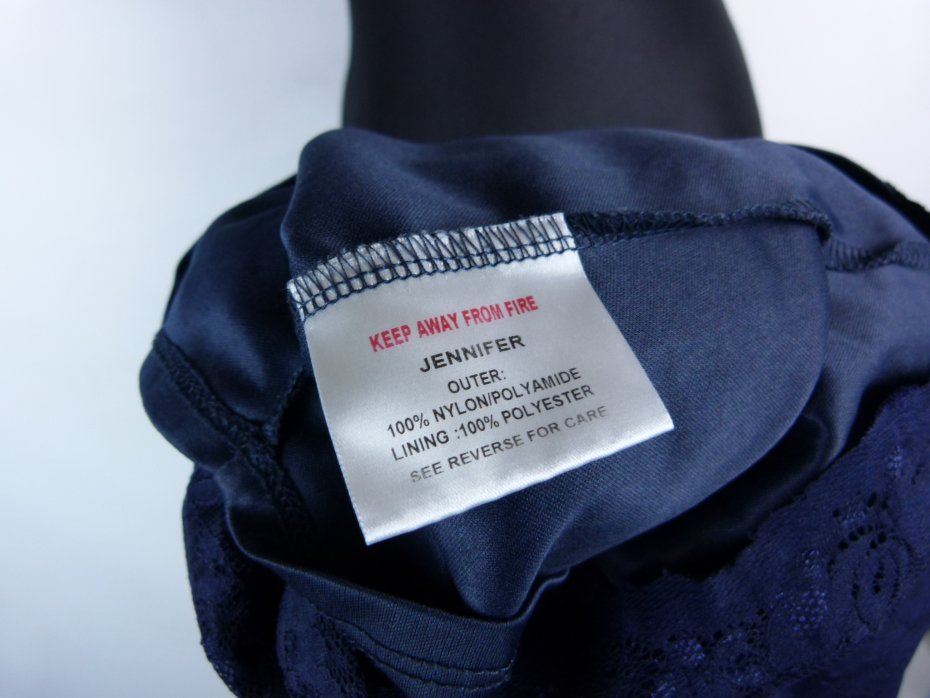 KEEP AWAY FROM FIRE
JENNIFER
OUTER:
100% NYLON/POLYAMIDE
LINING :100% POLYESTER
SEE REVERSE FOR CARE